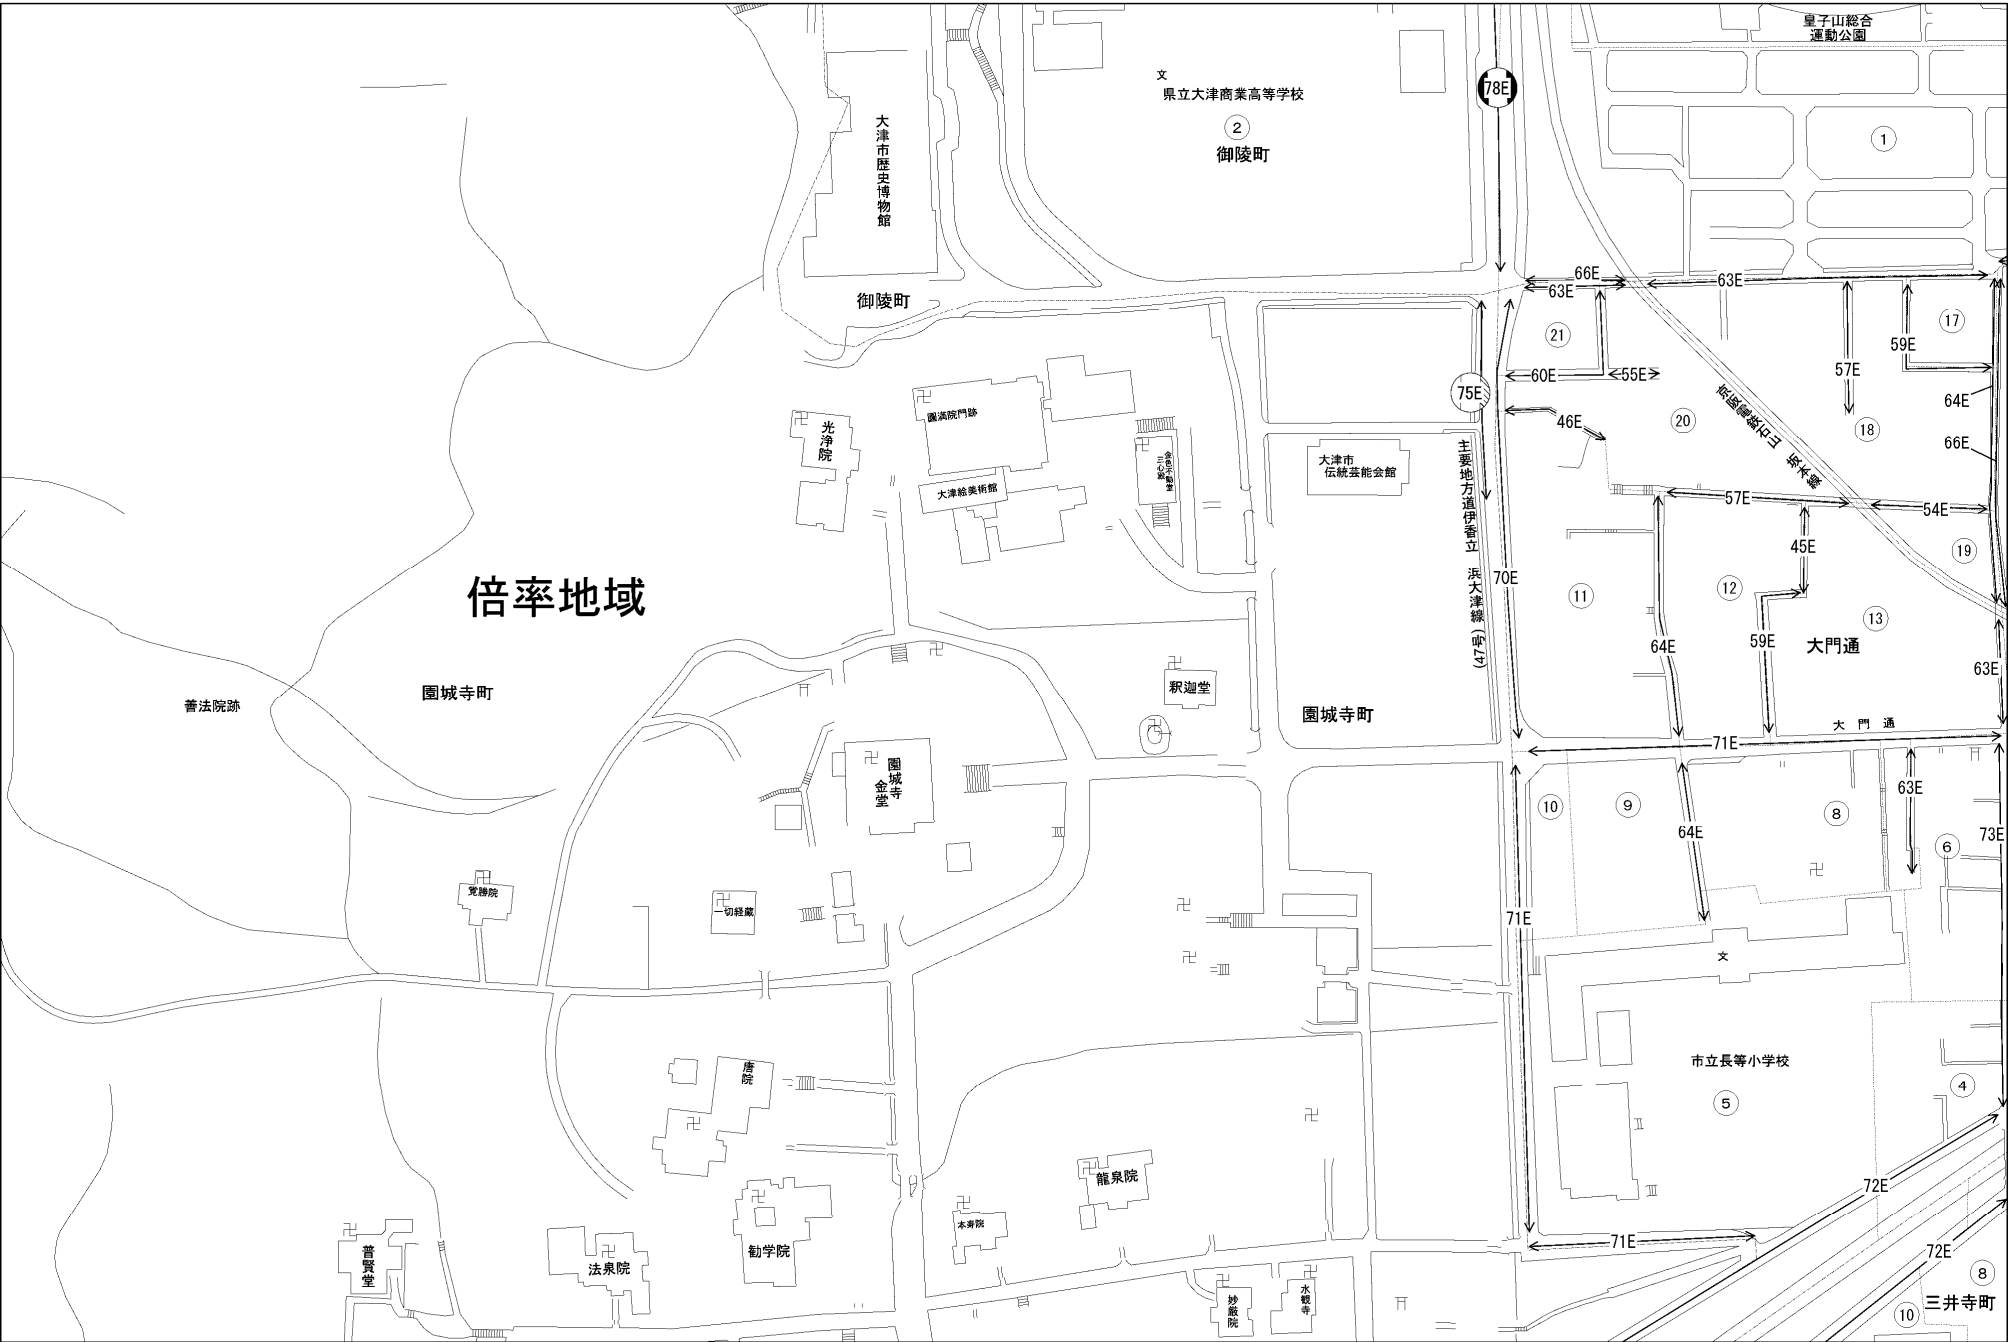 皇子山総合
運動公園
78E
文
県立大津商業高等学校
②
御陵町
①
大津市歴史博物館
御陵町
66E
63E
63E
⑰
㉑
59E
57E
60E
55E
75E
64E
46E
⑳
⑱
66E
京阪電鉄石山 坂本線
圓満院門跡
光浄院
大津絵美術館
金色不動堂
三心殿
大津市
伝統芸能会館
主要地方道伊香立 浜大津線 (47号)
57E
54E
45E
⑲
70E
倍率地域
⑪
⑫
⑬
64E
59E
大門通
63E
釈迦堂
善法院跡
園城寺町
園城寺町
大門通
71E
園城寺
金堂
⑩
⑨
⑧
63E
64E
73E
⑥
覚勝院
一切経蔵
71E
文
唐院
市立長等小学校
⑤
④
龍泉院
72E
本寿院
勧学院
法泉院
普賢堂
71E
72E
⑧
妙厳院
水観寺
三井寺町
⑩